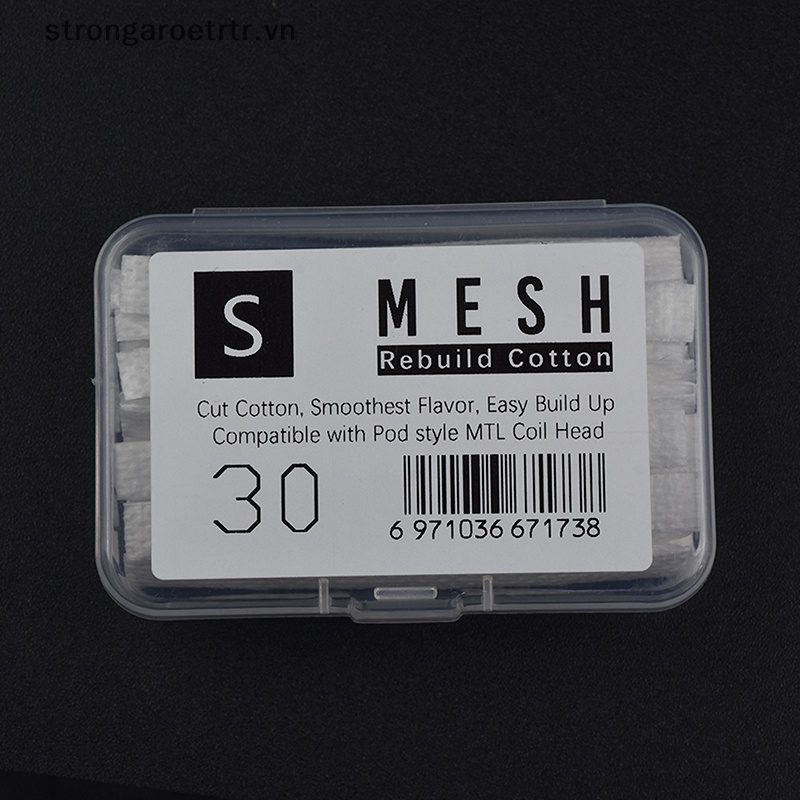 strongaroetrtr.vn
S
MESH
Rebuild Cotton
Cut Cotton, Smoothest Flavor, Easy Build Up
Compatible with Pod style MTL Coil Head
30
6 971036 671738